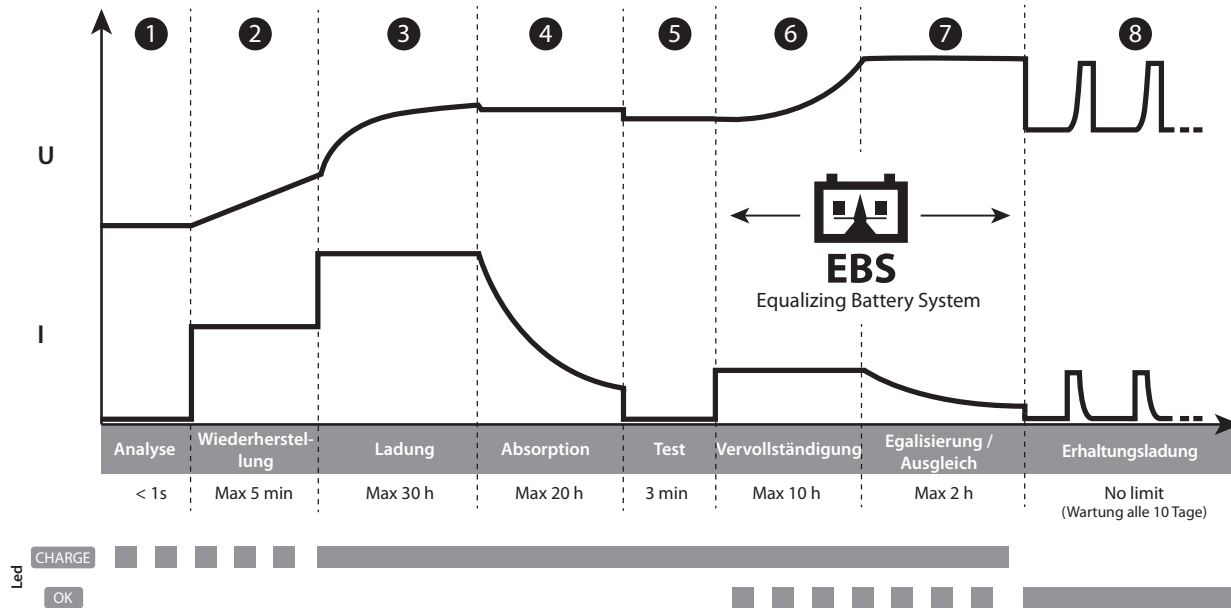 1 2 3 4 5 6 7 8
U
EBS
Equalizing Battery System
I
Analyse
Wiederherstel-
lung
Ladung
Absorption
Test
Vervollständigung
Egalisierung /
Ausgleich
Erhaltungsladung
< 1s
Max 5 min
Max 30 h
Max 20 h
3 min
Max 10 h
Max 2 h
No limit
(Wartung alle 10 Tage)
Led
CHARGE
OK